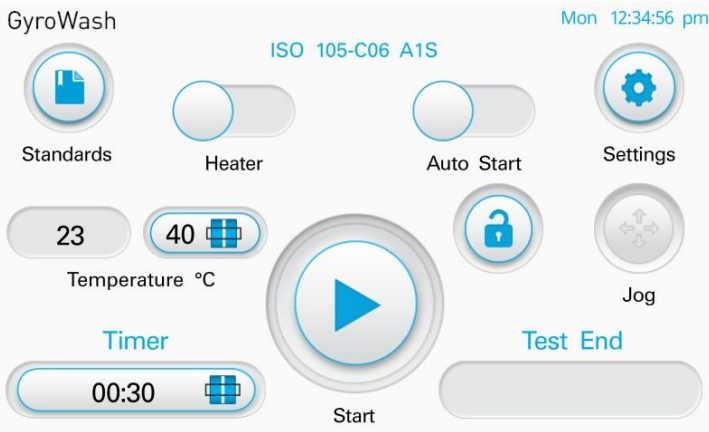 GyroWash
Mon 12:34:56 pm
ISO 105-C06 A1S
Standards
Heater
Auto Start
Settings
23
40
Temperature °C
Jog
Timer
Test End
00:30
Start